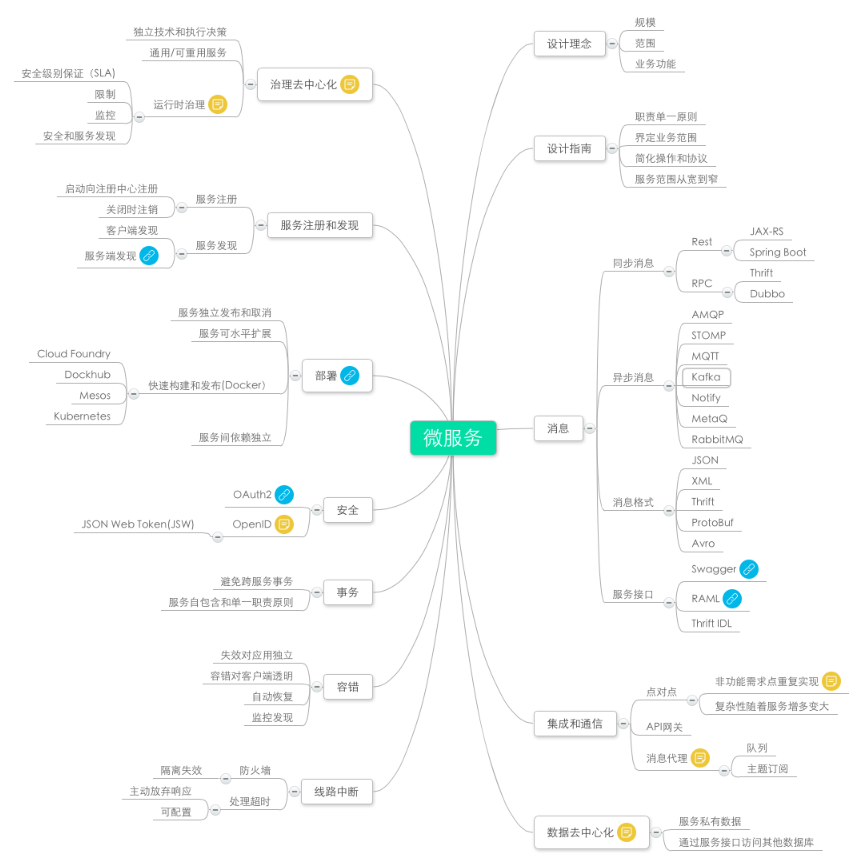 微服务
治理去中心化
独立技术和执行决策
通用/可重用服务
运行时治理
安全级别保证（SLA)
限制
监控
安全和服务发现
服务注册和发现
服务注册
启动向注册中心注册
关闭时注销
服务发现
客户端发现
服务端发现
部署
服务独立发布和取消
服务可水平扩展
快速构建和发布(Docker）
Cloud Foundry
Dockhub
Mesos
Kubernetes
服务间依赖独立
安全
OAuth2
OpenID
JSON Web Token(JSW)
事务
避免跨服务事务
服务自包含和单一职责原则
容错
失效对应用独立
容错对客户端透明
自动恢复
监控发现
线路中断
防火墙
隔离失效
处理超时
主动放弃响应
可配置
设计理念
规模
范围
业务功能
设计指南
职责单一原则
界定业务范围
简化操作和协议
服务范围从宽到窄
消息
同步消息
Rest
JAX-RS
Spring Boot
RPC
Thrift
Dubbo
异步消息
AMQP
STOMP
MQTT
Kafka
Notify
MetaQ
RabbitMQ
消息格式
JSON
XML
Thrift
ProtoBuf
Avro
服务接口
Swagger
RAML
Thrift IDL
集成和通信
点对点
非功能需求点重复实现
复杂性随着服务增多变大
API网关
消息代理
队列
主题订阅
数据去中心化
服务私有数据
通过服务接口访问其他数据库